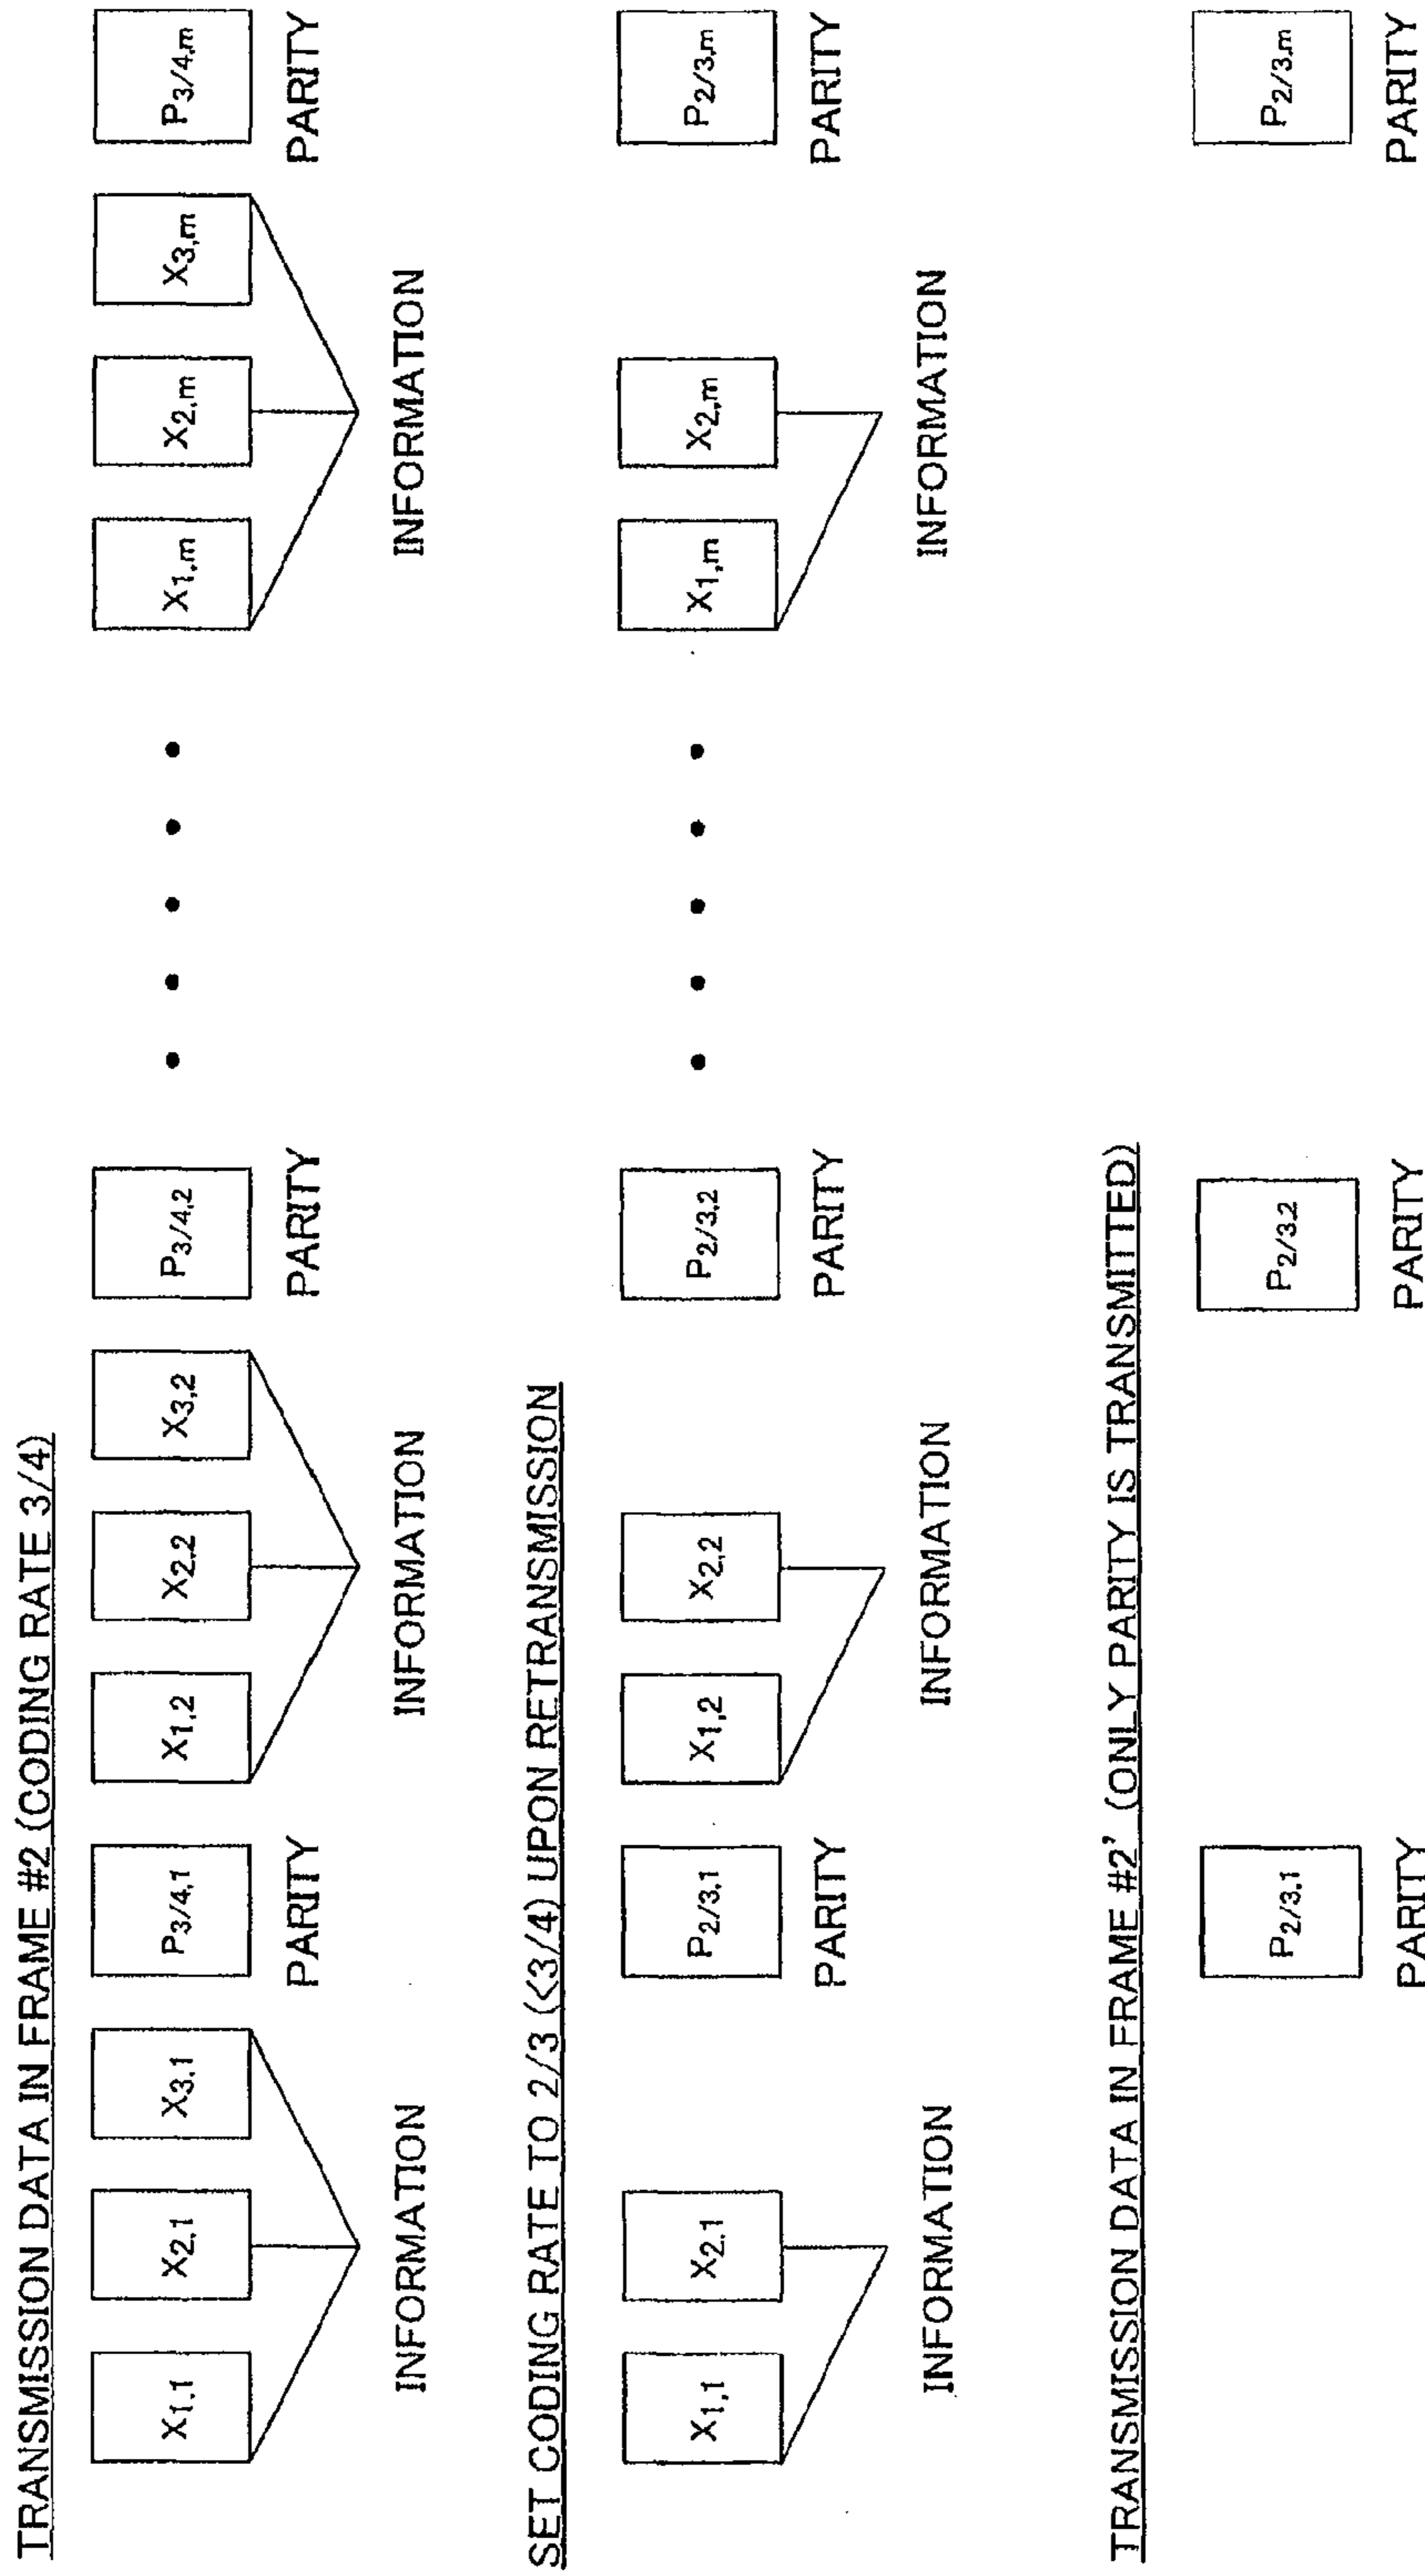 TRANSMISSION DATA IN FRAME #2 (CODING RATE 3/4)
X1,1 X2,1 X3,1 P3/4,1 X1,2 X2,2 X3,2 P3/4,2 • • • • • X1,m X2,m X3,m P3/4,m
INFORMATION PARITY INFORMATION PARITY INFORMATION PARITY
SET CODING RATE TO 2/3 (<3/4) UPON RETRANSMISSION
X1,1 X2,1 P2/3,1 X1,2 X2,2 P2/3,2 • • • • • X1,m X2,m P2/3,m
INFORMATION PARITY INFORMATION PARITY INFORMATION PARITY
TRANSMISSION DATA IN FRAME #2' (ONLY PARITY IS TRANSMITTED)
P2/3,1 P2/3,2 P2/3,m
PARITY PARITY PARITY